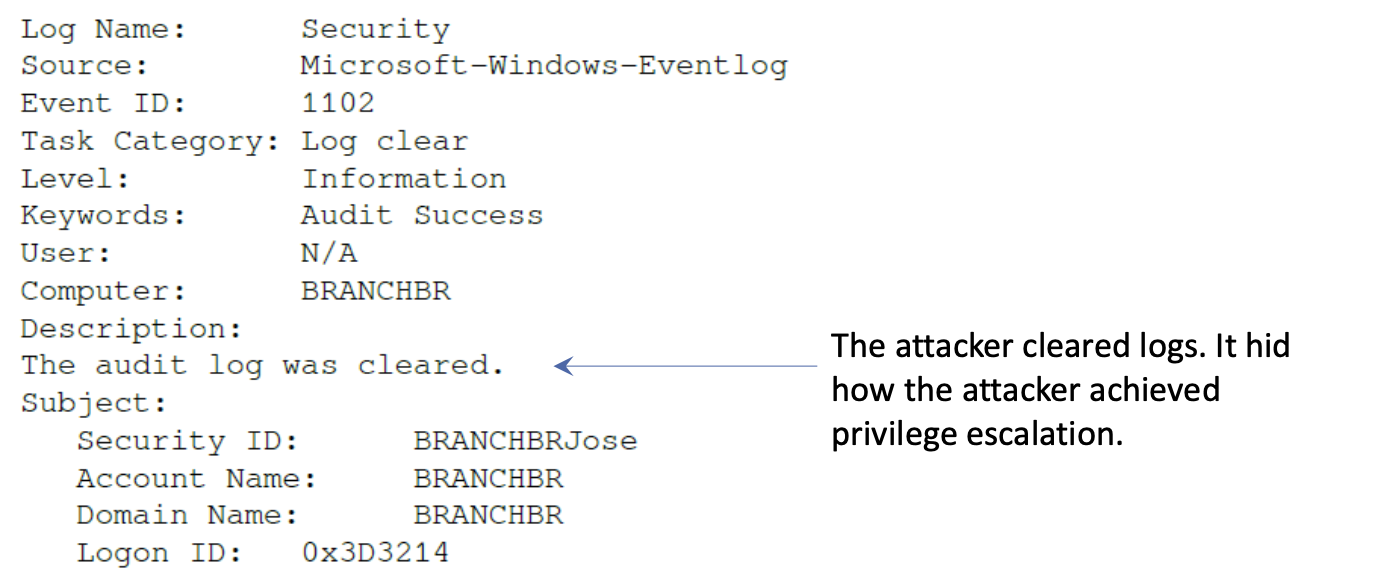 Log Name: Security
Source: Microsoft-Windows-Eventlog
Event ID: 1102
Task Category: Log clear
Level: Information
Keywords: Audit Success
User: N/A
Computer: BRANCHBR
Description:
The audit log was cleared.
Subject:
Security ID: BRANCHBRJose
Account Name: BRANCHBR
Domain Name: BRANCHBR
Logon ID: 0x3D3214
The attacker cleared logs. It hid
how the attacker achieved
privilege escalation.